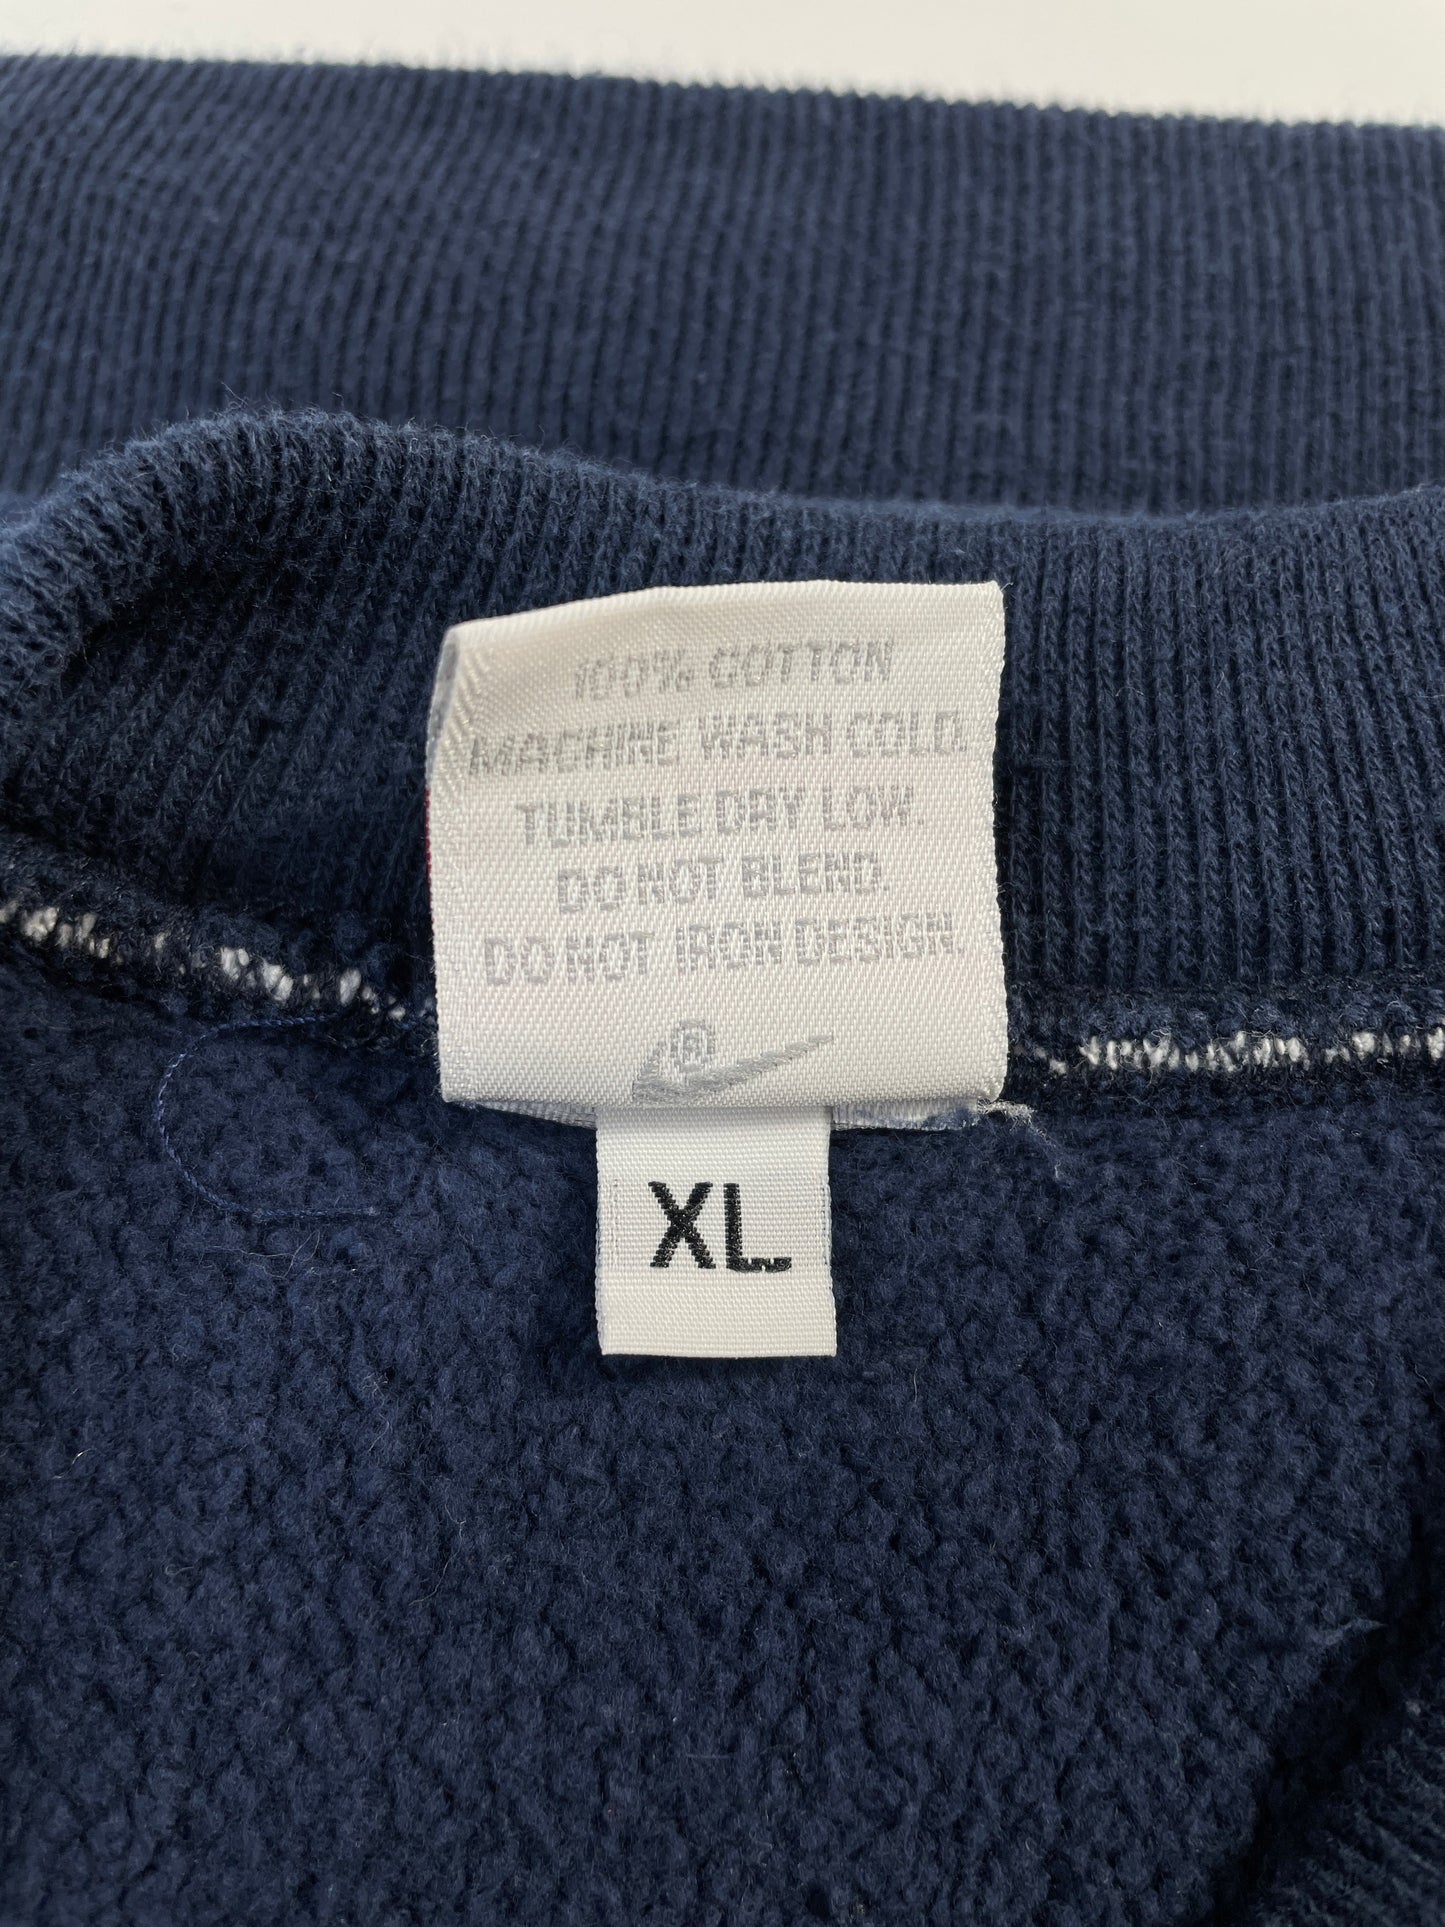 100% COTTON
MACHINE WASH COLD.
TUMBLE DRY LOW.
DO NOT BLEND.
DO NOT IRON DESIGN.
®
XL